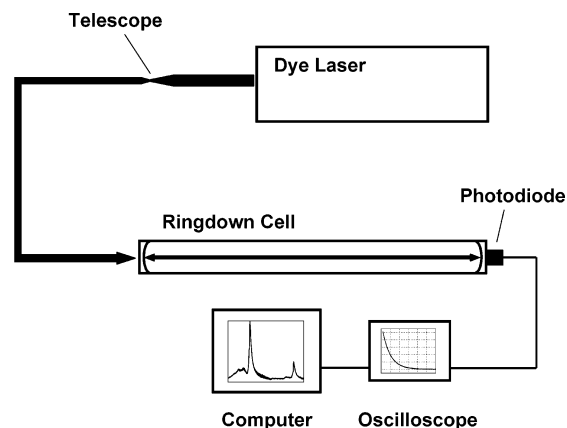 Telescope
Dye Laser
Photodiode
Ringdown Cell
Computer
Oscilloscope